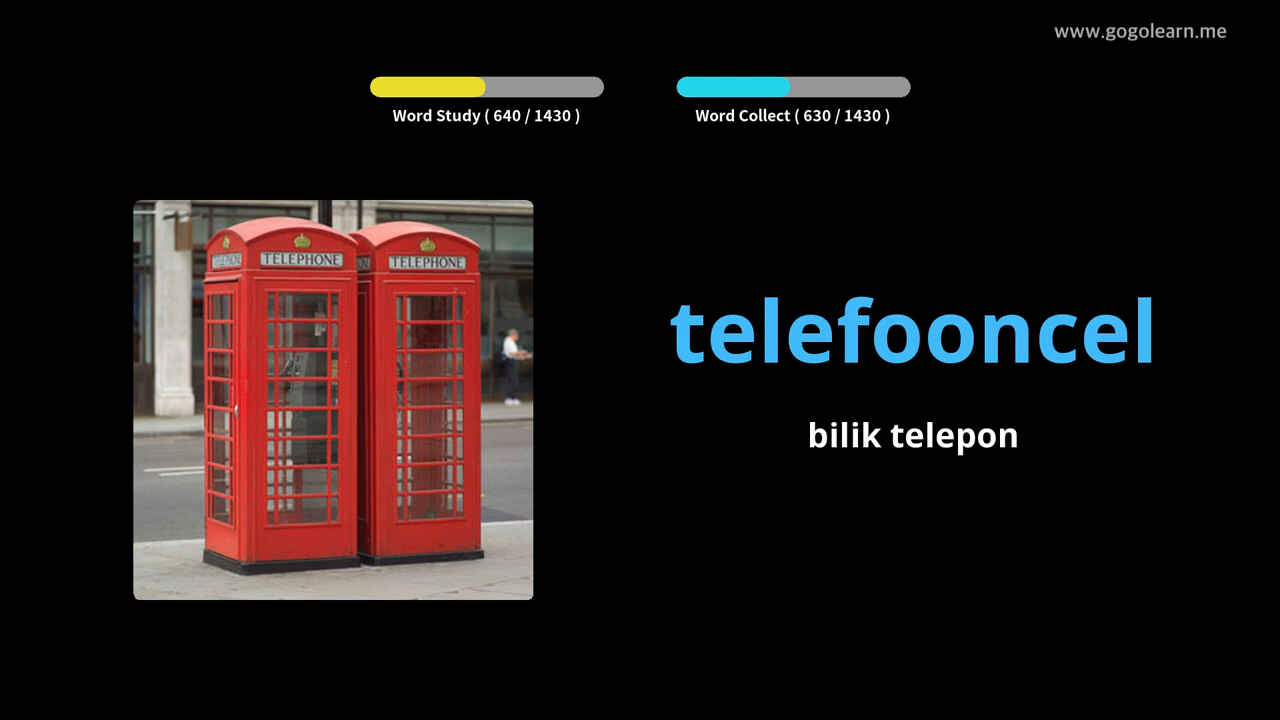 www.gogolearn.me
Word Study ( 640 / 1430 )
Word Collect ( 630 / 1430 )
TELEPHONE
TELEPHONE
telefooncel
bilik telepon